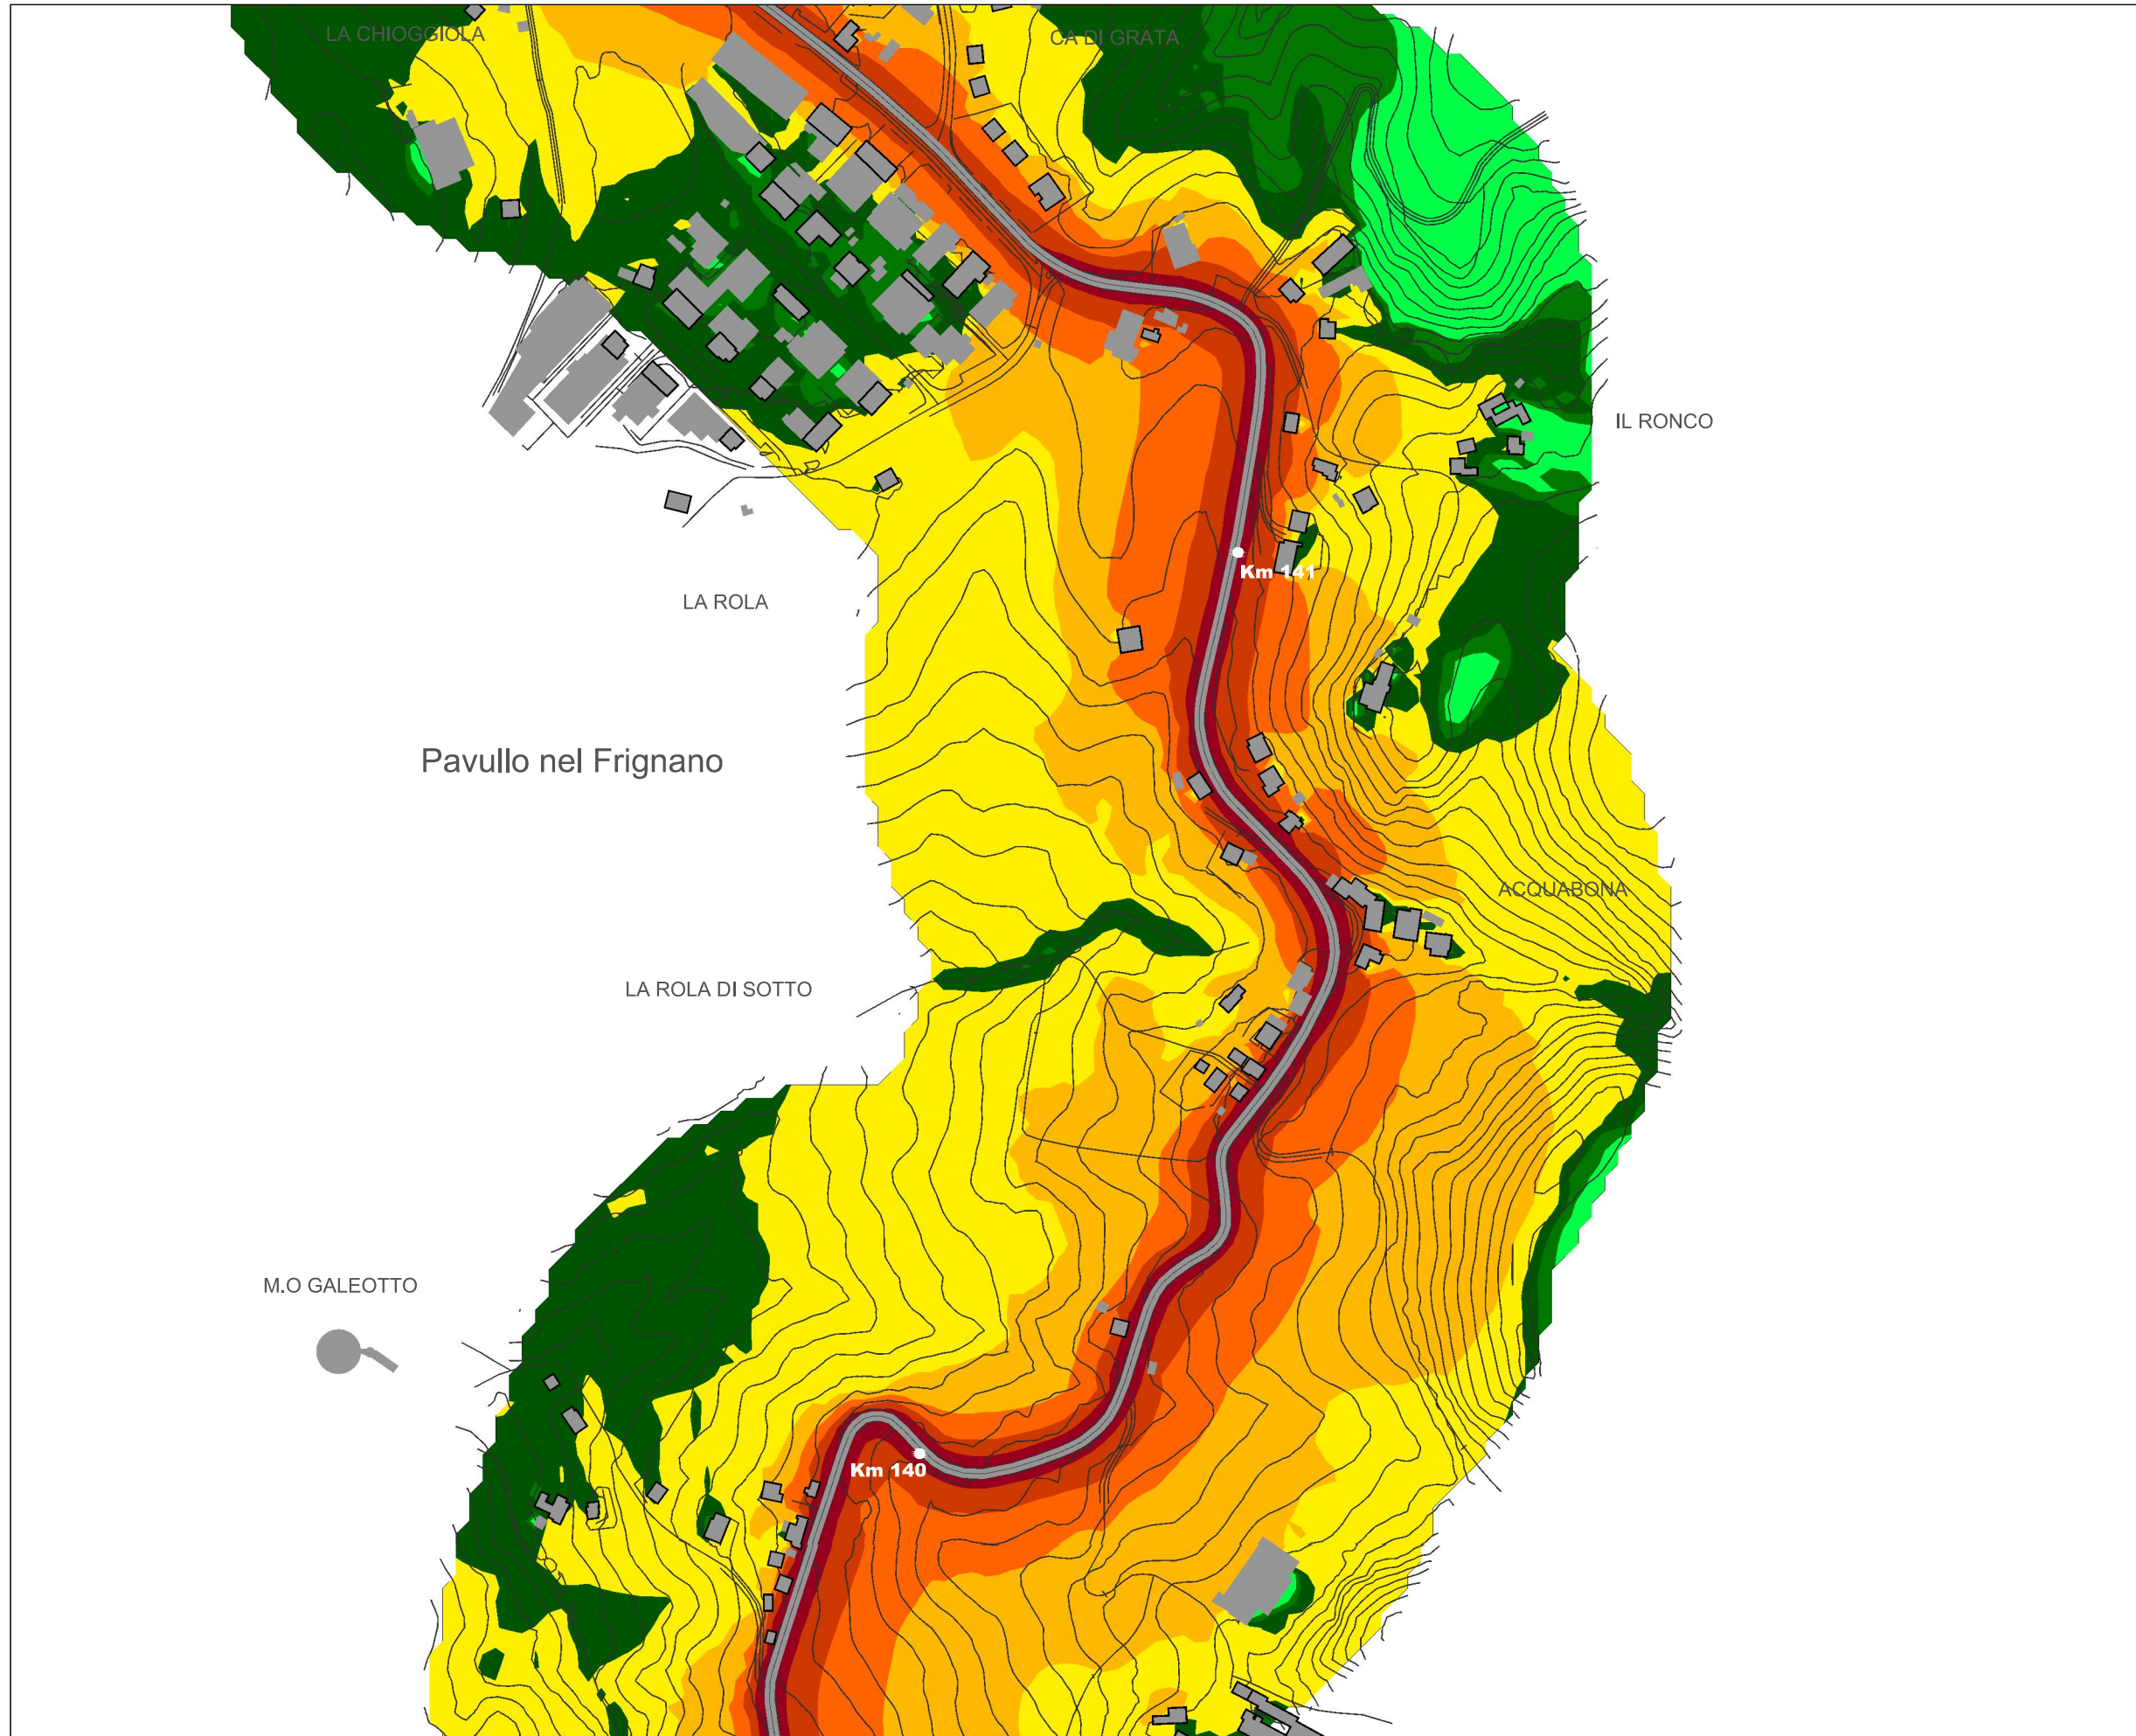 LA CHIOGGIOLA
CA DI GRATA
IL RONCO
Km 141
LA ROLA
Pavullo nel Frignano
ACQUABONA
LA ROLA DI SOTTO
M.O GALEOTTO
Km 140